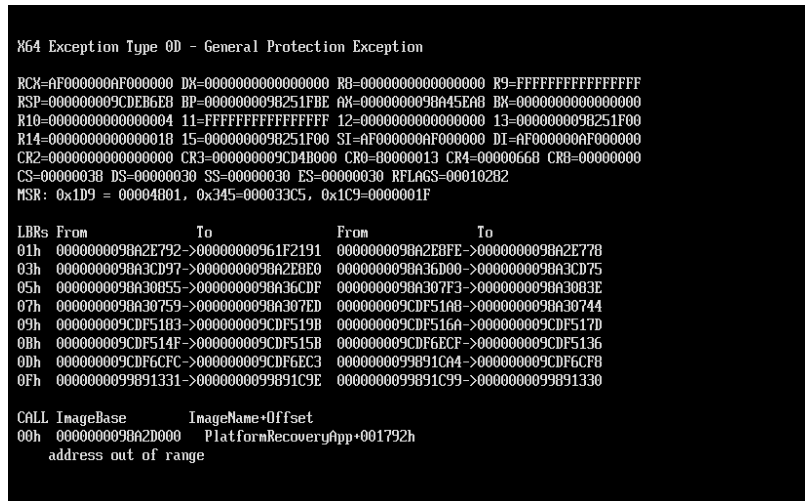 X64 Exception Type 0D - General Protection Exception
RCX=AF000000AF000000 DX=0000000000000000 R8=0000000000000000 R9=FFFFFFFFFFFFFFFF
RSP=000000009CDEB6E8 BP=0000000098251FBE AX=0000000098A45EA8 BX=0000000000000000
R10=0000000000000004 11=FFFFFFFFFFFFFFFF 12=0000000000000000 13=0000000098251F00
R14=0000000000000018 15=0000000098251F00 SI=AF000000AF000000 DI=AF000000AF000000
CR2=0000000000000000 CR3=000000009CD4B000 CR0=80000013 CR4=00000668 CR8=00000000
CS=00000038 DS=00000030 SS=00000030 ES=00000030 RFLAGS=00010282
MSR: 0x1D9 = 00004801, 0x345=000033C5, 0x1C9=0000001F
LBRs From To From To
01h 0000000098A2E792->00000000961F2191 0000000098A2E8FE->0000000098A2E778
03h 0000000098A3CD97->0000000098A2E8E0 0000000098A36D00->0000000098A3CD75
05h 0000000098A30855->0000000098A36CDF 0000000098A307F3->0000000098A3083E
07h 0000000098A30759->0000000098A307ED 000000009CDF51A8->0000000098A30744
09h 000000009CDF5183->000000009CDF519B 000000009CDF516A->000000009CDF517D
0Bh 000000009CDF514F->000000009CDF515B 000000009CDF6ECF->000000009CDF5136
0Dh 000000009CDF6CFC->000000009CDF6EC3 0000000099891CA4->000000009CDF6CF8
0Fh 0000000099891331->0000000099891C9E 0000000099891C99->0000000099891330
CALL ImageBase ImageName+Offset
00h 0000000098A2D000 PlatformRecoveryApp+001792h
address out of range